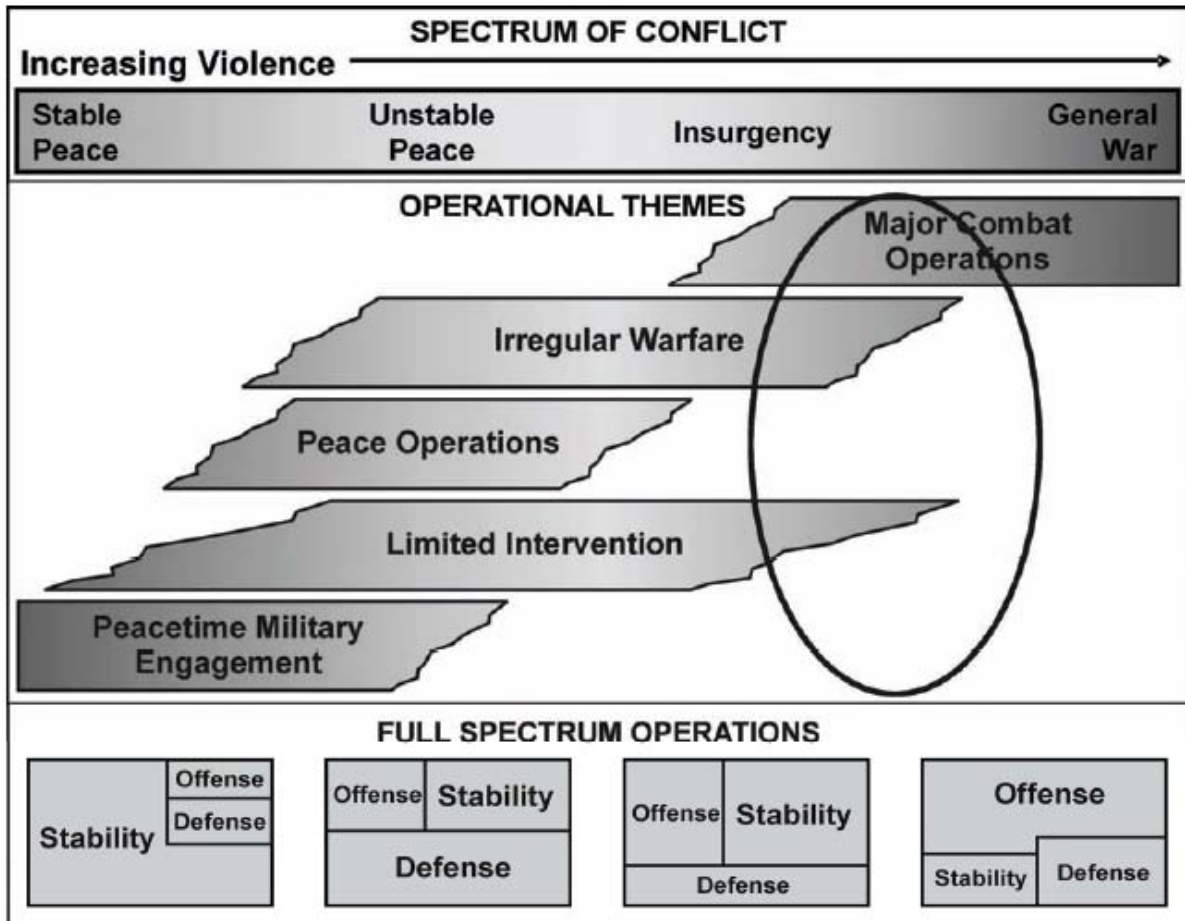 SPECTRUM OF CONFLICT
Increasing Violence
Stable
Peace
Unstable
Peace
Insurgency
General
War
OPERATIONAL THEMES
Major Combat
Operations
Irregular Warfare
Peace Operations
Limited Intervention
Peacetime Military
Engagement
FULL SPECTRUM OPERATIONS
Stability
Offense
Defense
Offense
Stability
Defense
Offense
Stability
Defense
Offense
Stability
Defense